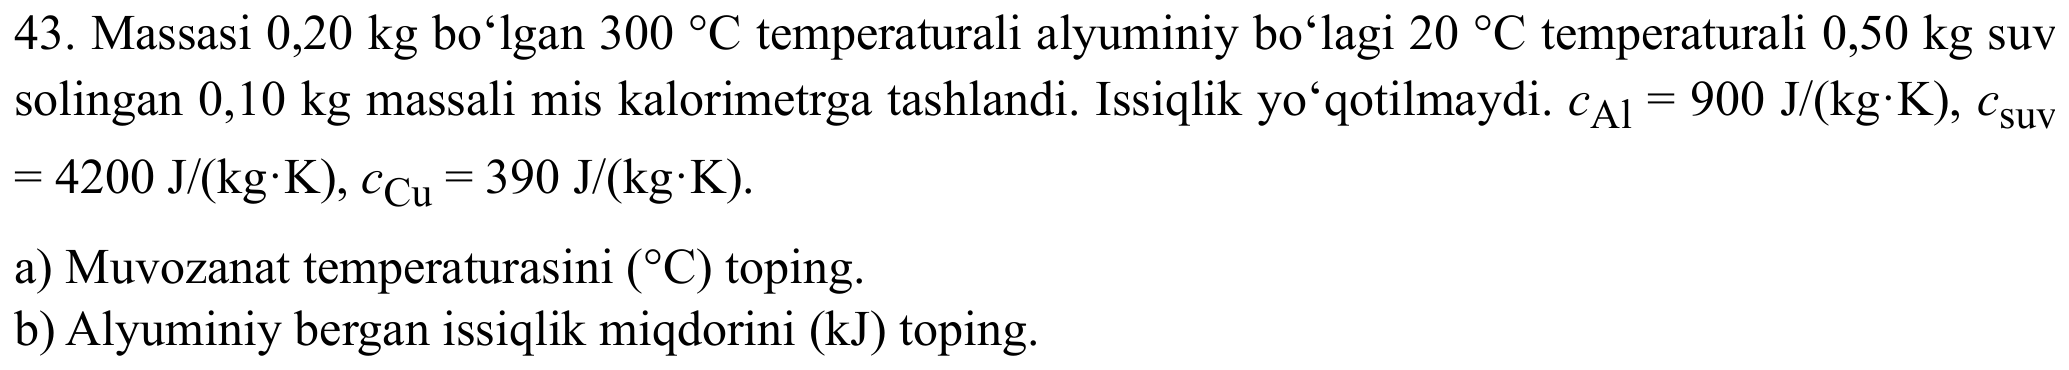 43. Massasi 0,20 kg bo‘lgan 300 °C temperaturali alyuminiy bo‘lagi 20 °C temperaturali 0,50 kg suv
solingan 0,10 kg massali mis kalorimetrga tashlandi. Issiqlik yo‘qotilmaydi. c_Al = 900 J/(kg·K), c_suv
= 4200 J/(kg·K), c_Cu = 390 J/(kg·K).
a) Muvozanat temperaturasini (°C) toping.
b) Alyuminiy bergan issiqlik miqdorini (kJ) toping.